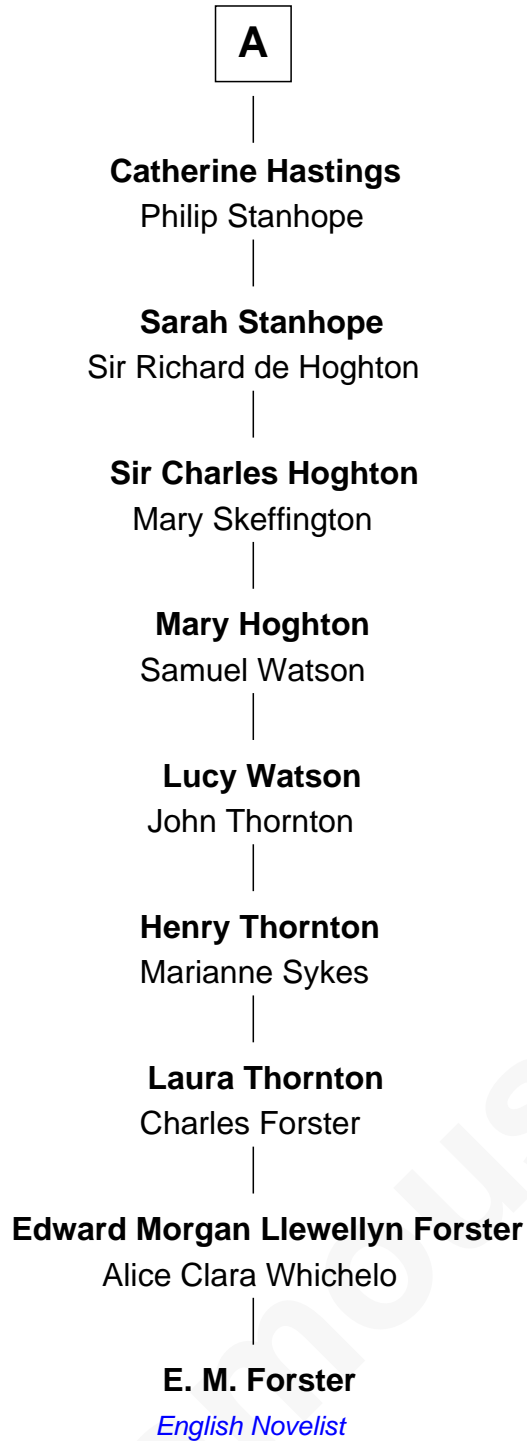 A
Catherine Hastings
Philip Stanhope
Sarah Stanhope
Sir Richard de Hoghton
Sir Charles Hoghton
Mary Skeffington
Mary Hoghton
Samuel Watson
Lucy Watson
John Thornton
Henry Thornton
Marianne Sykes
Laura Thornton
Charles Forster
Edward Morgan Llewellyn Forster
Alice Clara Whichelo
E. M. Forster
English Novelist